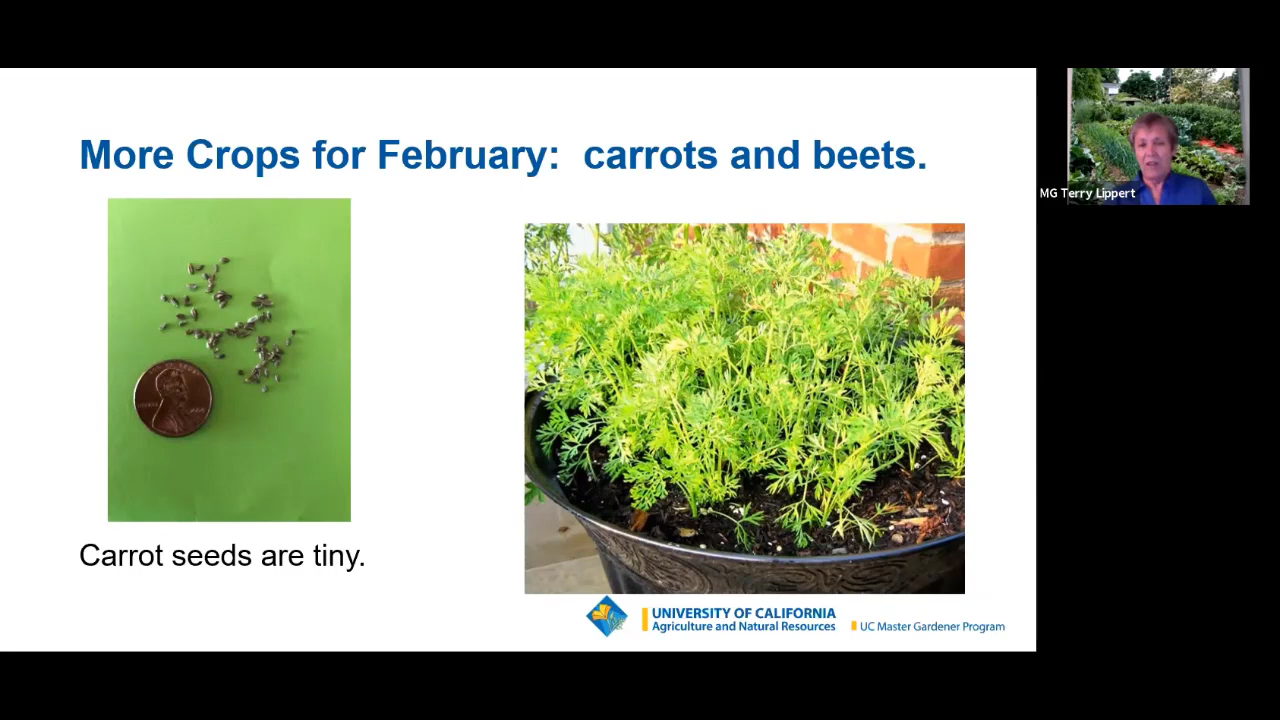 More Crops for February:  carrots and beets.
MG Terry Lippert
Carrot seeds are tiny.
UNIVERSITY OF CALIFORNIA
Agriculture and Natural Resources
UC Master Gardener Program